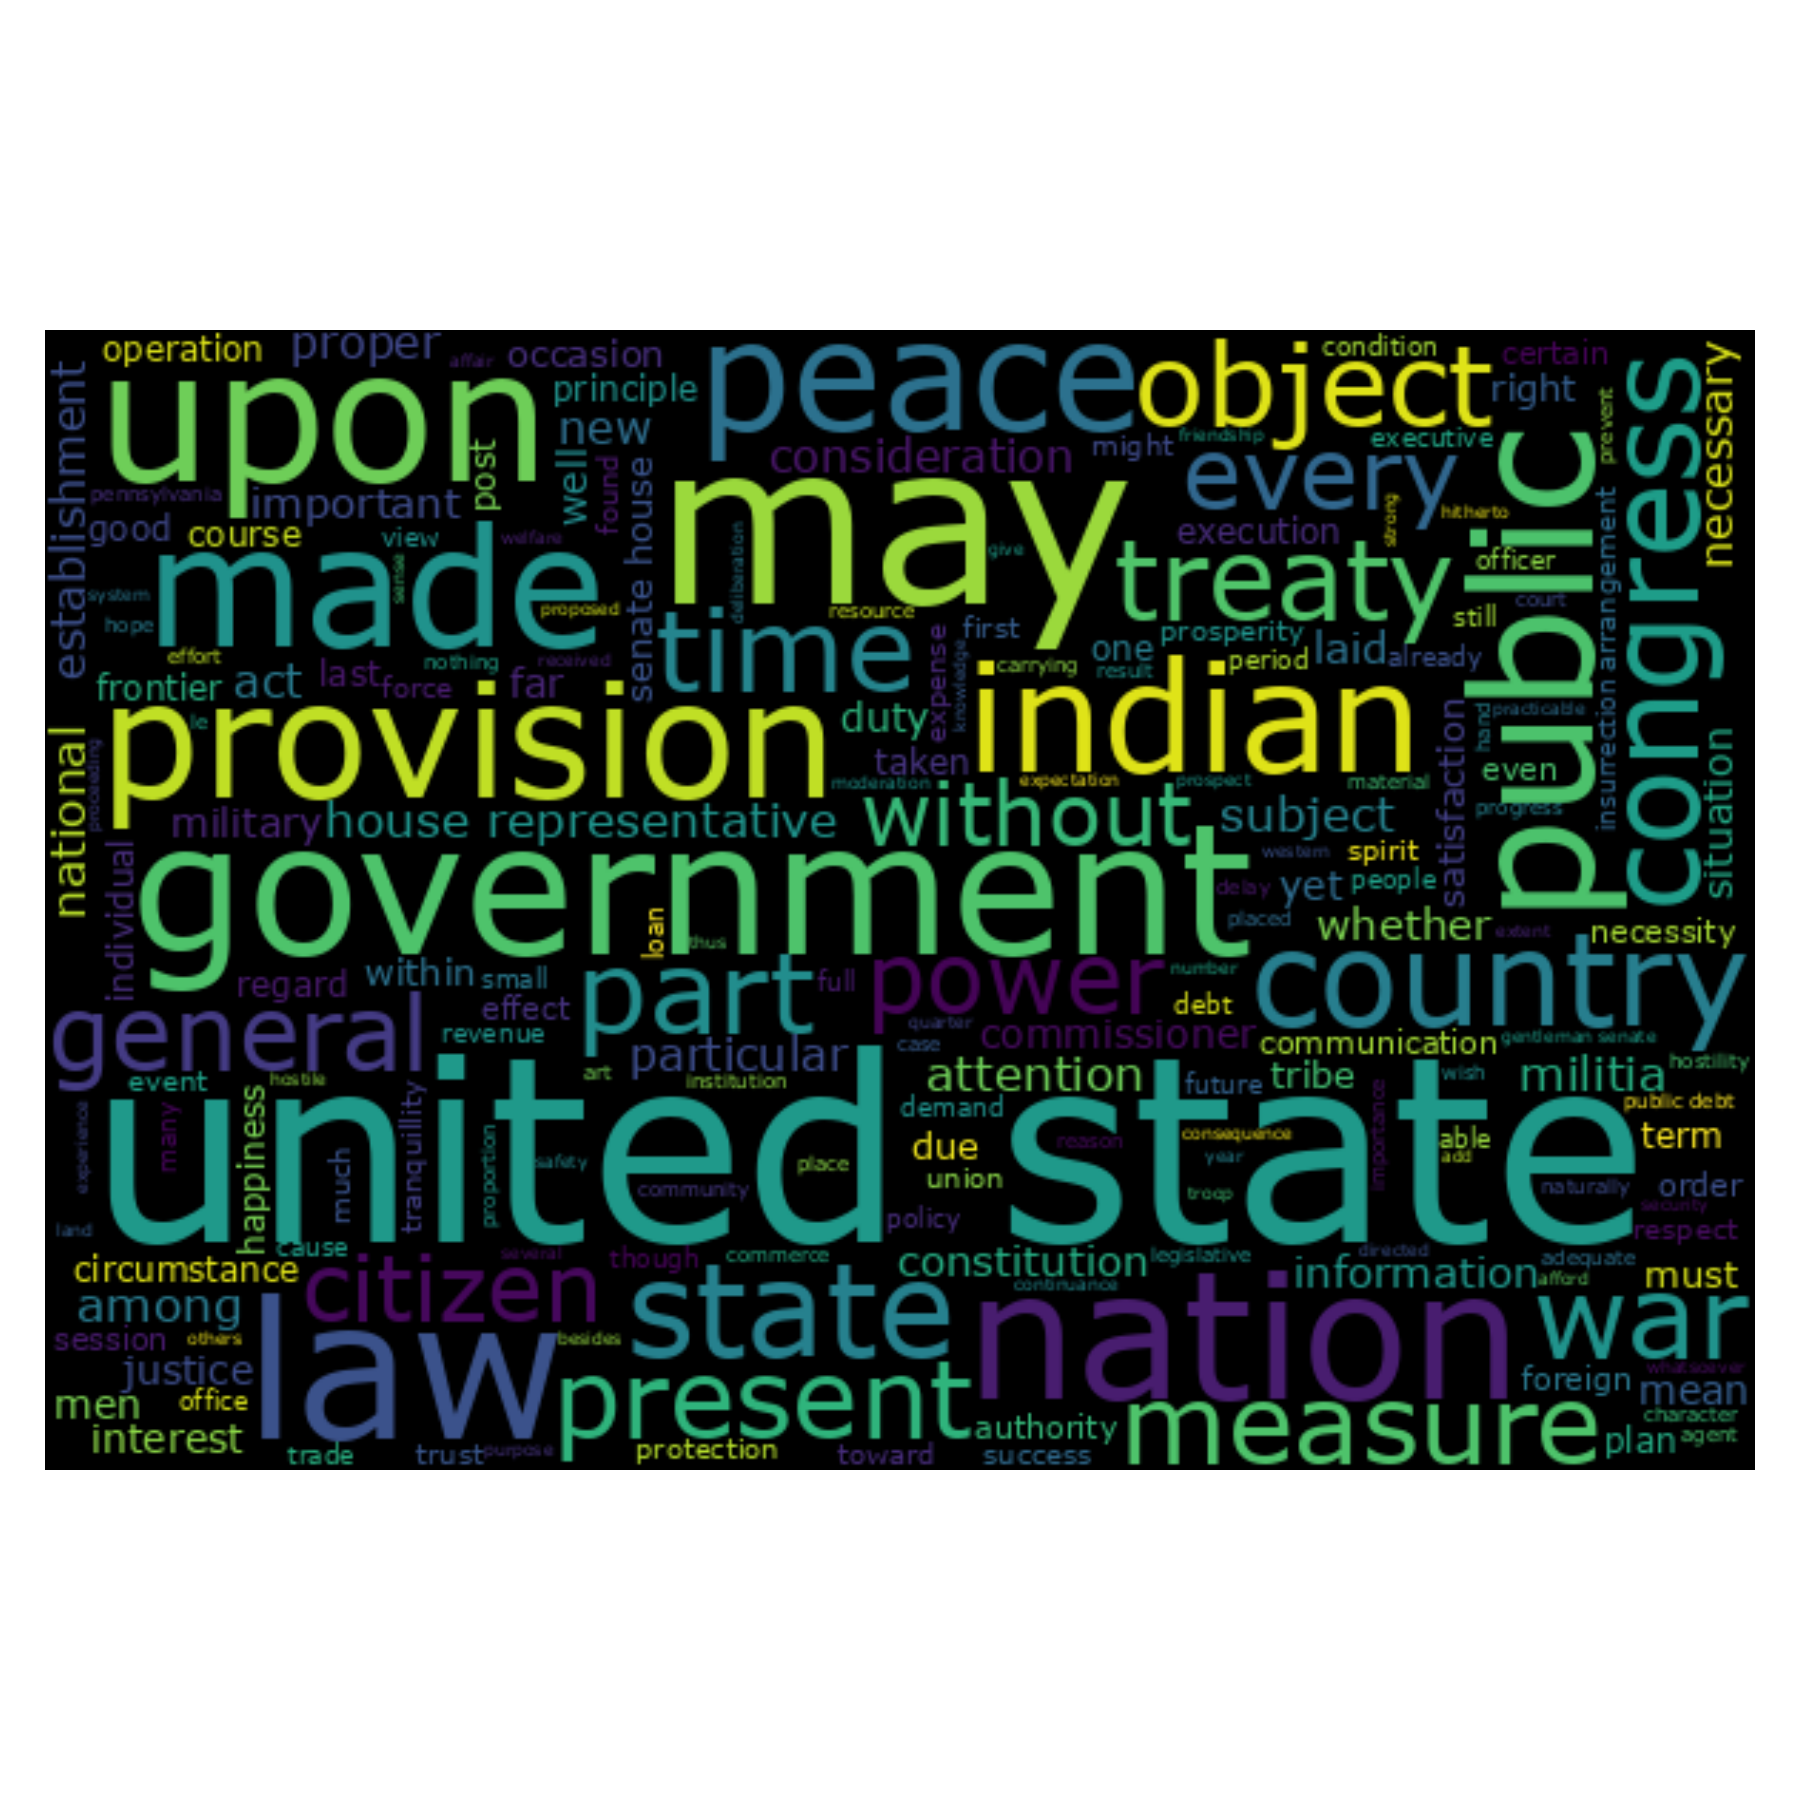 operation
proper
affair
occasion
peace
object
condition
certain
congress
necessary
establishment
upon
principle
right
prevent
new
post
well
found
consideration
might
friendship
executive
every
public
pennsylvania
important
good
course
view
welfare
senate house
may
deliberation
give
execution
strong
hitherto
officer
arrangement
insurrection
made
sense
system
hope
proposed
resource
treaty
court
still
effort
nothing
received
time
expense
first
knowledge
carrying
one
result
prosperity
period
laid
already
frontier
act
last
force
far
le
provision
duty
indian
hand
practicable
national
proceeding
taken
satisfaction
situation
moderation
expectation
prospect
material
even
progress
military
house representative
without
subject
individual
government
western
spirit
delay
yet
people
placed
loan
thus
whether
extent
necessity
regard
within
small
part
full
power
number
debt
country
effect
general
revenue
particular
quarter
case
commissioner
communication
gentleman senate
hostility
event
hostile
art
institution
attention
future
tribe
wish
militia
experience
many
happiness
tranquillity
united state
demand
consequence
importance
able
add
public debt
term
much
proportion
safety
place
due
reason
year
community
union
troop
naturally
order
security
land
policy
respect
cause
several
though
commerce
constitution
legislative
directed
adequate
circumstance
citizen
continuance
information
afford
must
among
law
state
nation
war
session
others
besides
whatsoever
justice
present
foreign
mean
men
office
measure
character
interest
authority
plan
agent
trade
trust
purpose
protection
toward
success